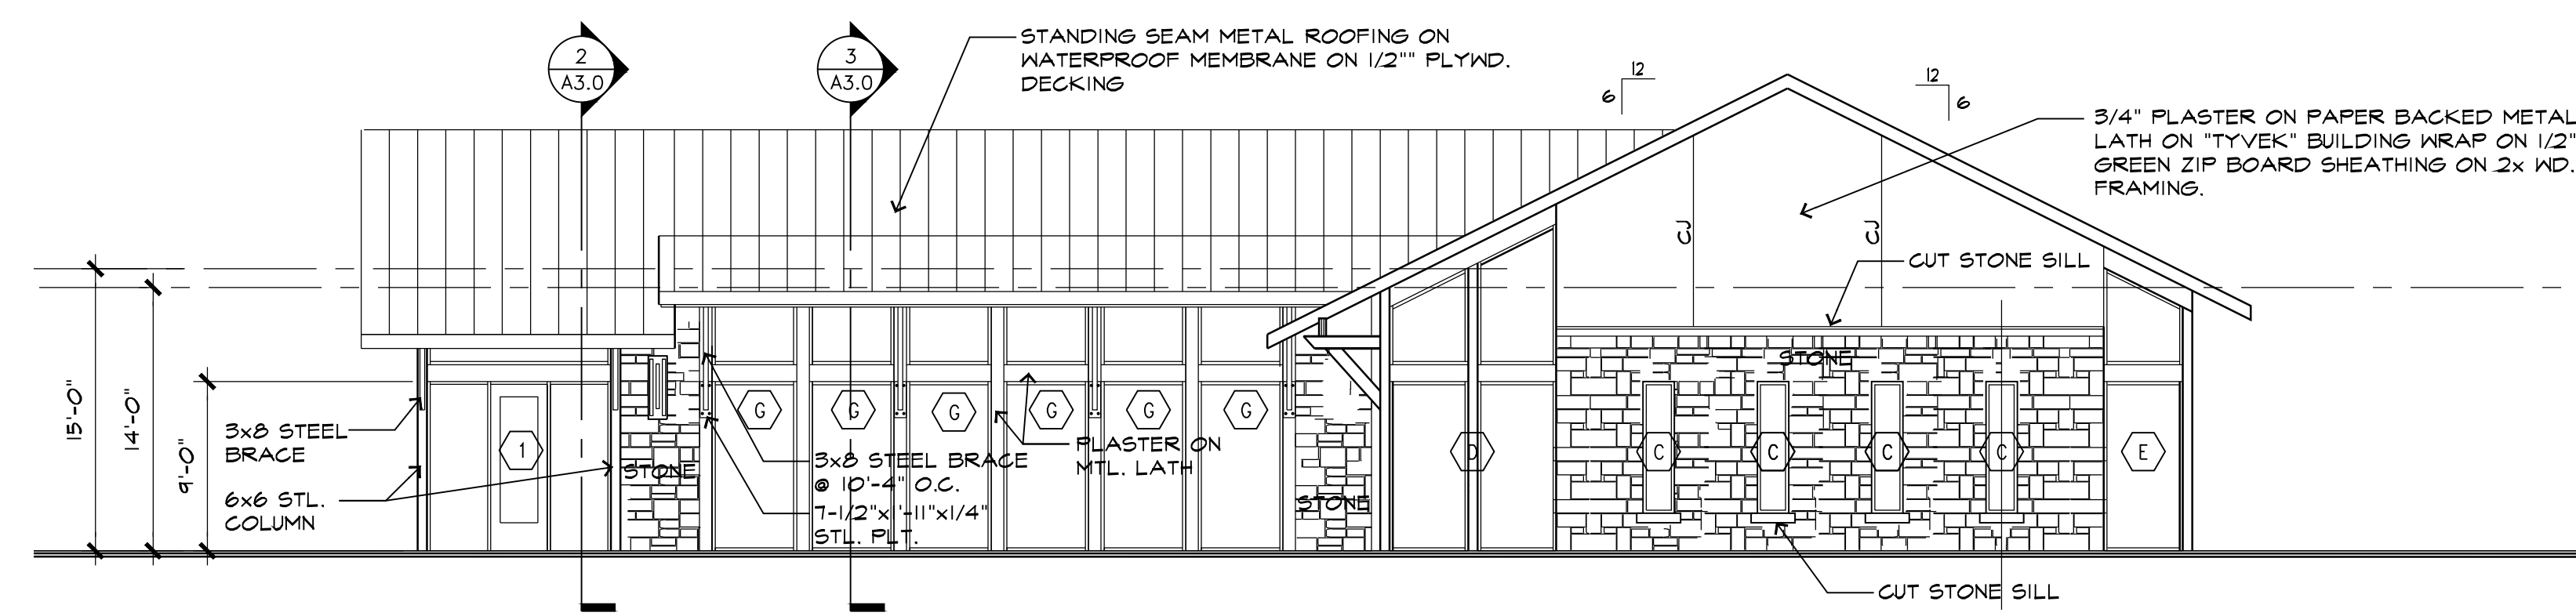 2
A3.0
3
A3.0
STANDING SEAM METAL ROOFING ON
WATERPROOF MEMBRANE ON 1/2"" PLYWD.
DECKING
12
6
12
6
3/4" PLASTER ON PAPER BACKED METAL
LATH ON "TYVEK" BUILDING WRAP ON 1/2"
GREEN ZIP BOARD SHEATHING ON 2x WD.
FRAMING.
CJ
CJ
CUT STONE SILL
15'-0"
14'-0"
9'-0"
3x8 STEEL
BRACE
6x6 STL.
COLUMN
1
STONE
G
G
G
G
G
G
3x8 STEEL BRACE
@ 10'-4" O.C.
7-1/2"x1'-11"x1/4"
STL. PLT.
PLASTER ON
MTL. LATH
STONE
D
STONE
C
C
C
C
E
CUT STONE SILL